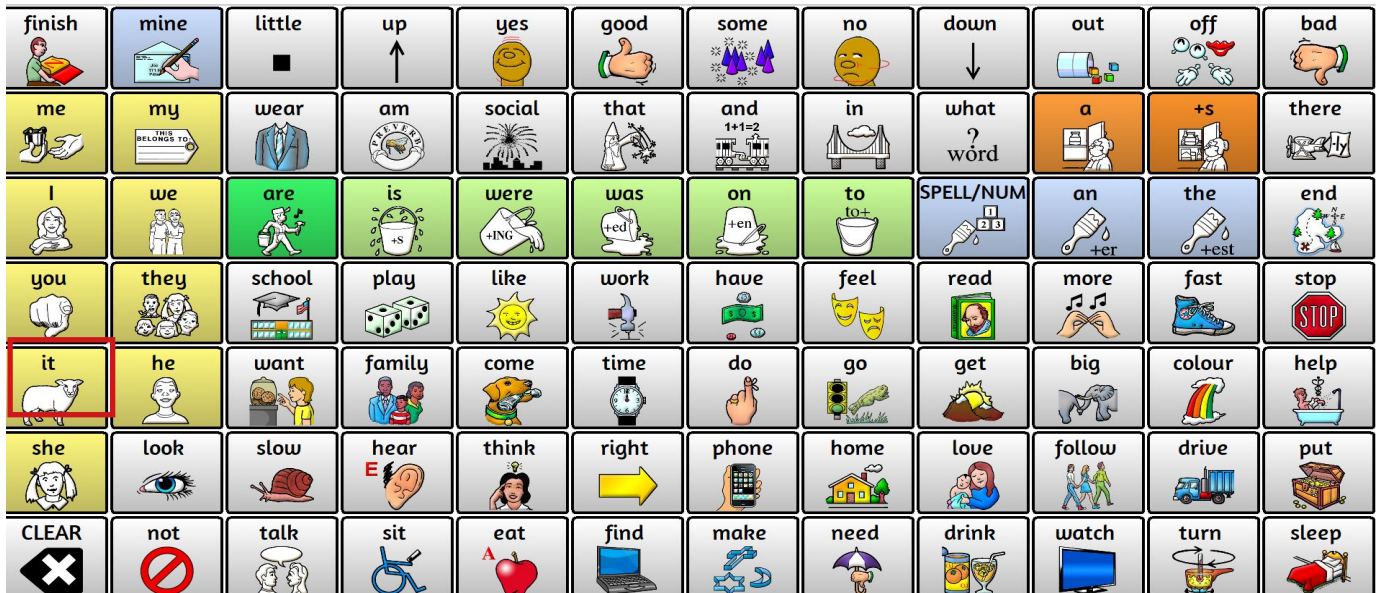 finish mine little up yes good some no down out off bad
me my wear am social that and in what a +s there
THIS BELONGS TO PREVERB 1+1=2 ? word -ly
I we are is were was on to SPELL/NUM an the end
+S +ING +ed +en to+ 1 2 3 +er +est N W E
you they school play like work have feel read more fast stop
STOP
it he want family come time do go get big colour help
she look slow hear think right phone home love follow drive put
E
CLEAR not talk sit eat find make need drink watch turn sleep
A